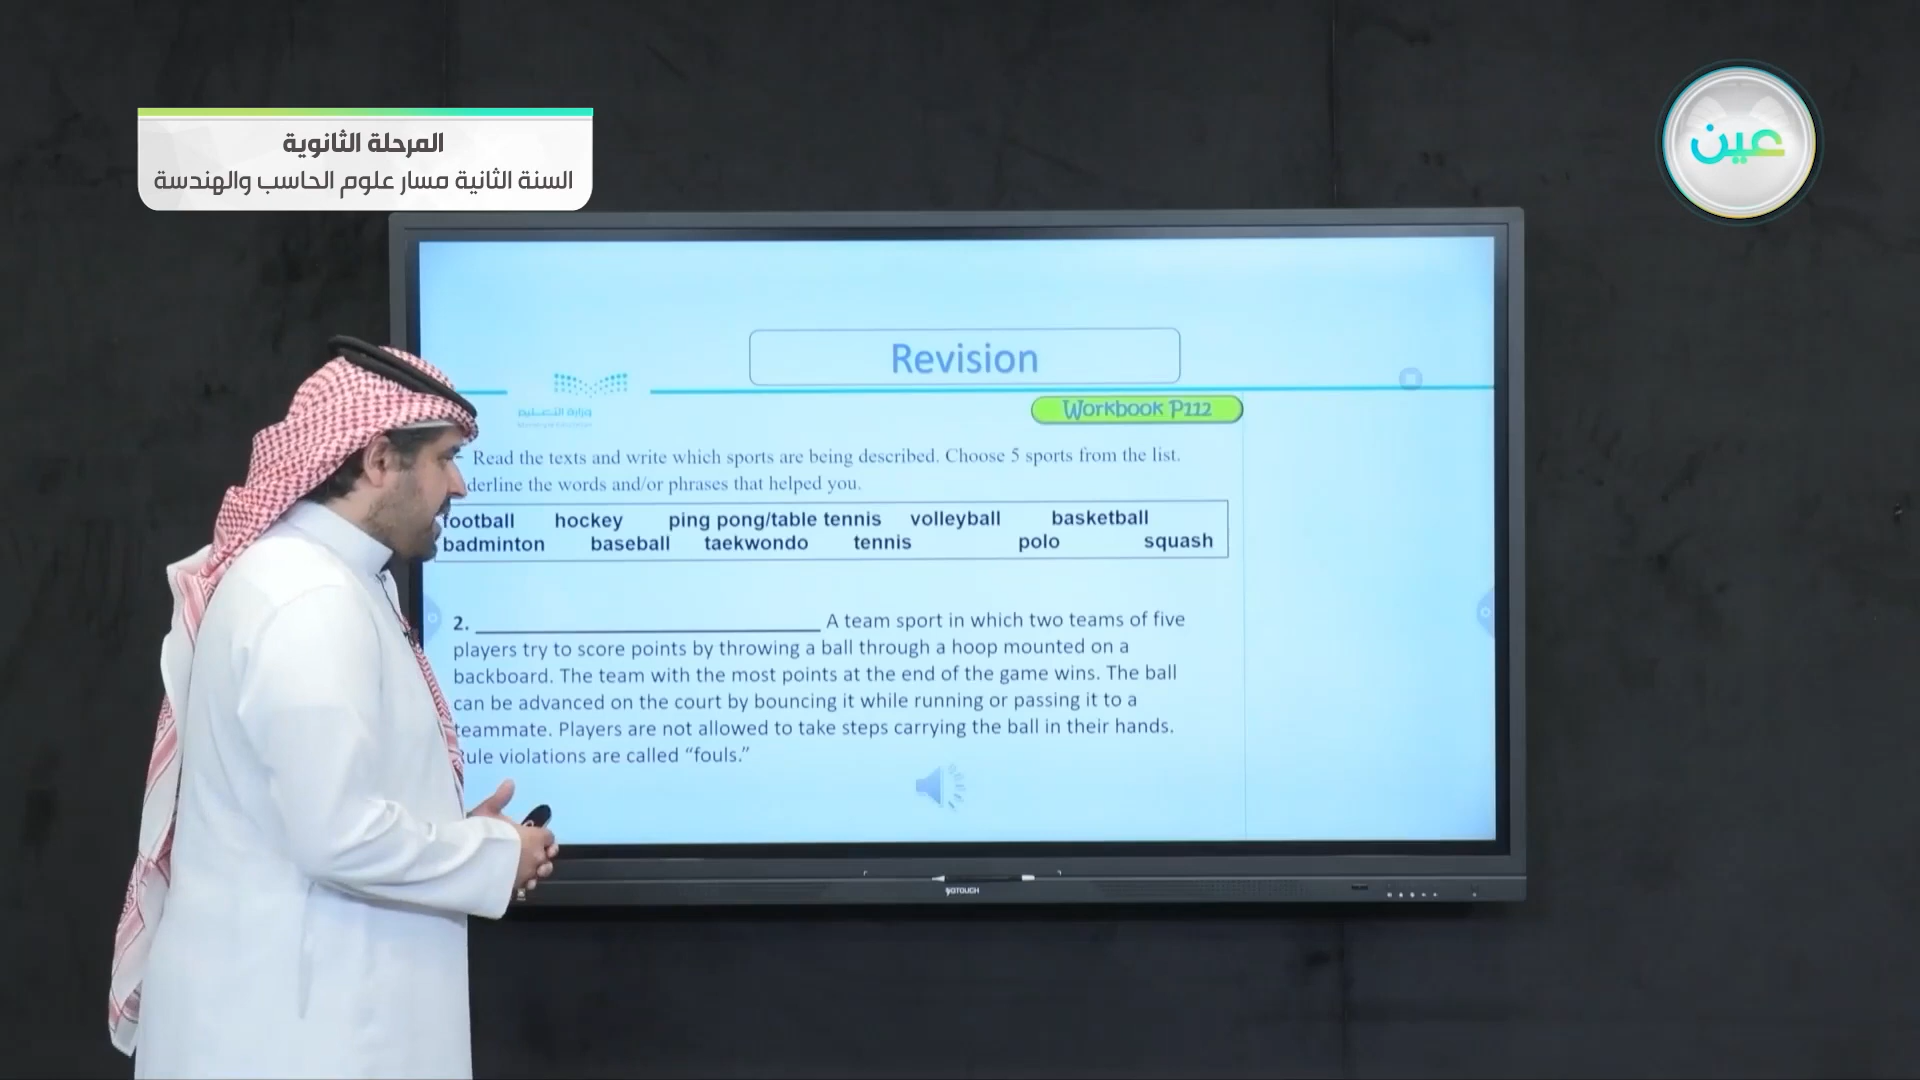 المرحلة الثانوية
السنة الثانية مسار علوم الحاسب والهندسة
عين
Revision
وزارة التعليم
Workbook P112
Read the texts and write which sports are being described. Choose 5 sports from the list.
the words and/or phrases that helped you.
football hockey ping pong/table tennis volleyball basketball
badminton baseball taekwondo tennis polo squash
2. A team sport in which two teams of five
players try to score points by throwing a ball through a hoop mounted on a
backboard. The team with the most points at the end of the game wins. The ball
can be advanced on the court by bouncing it while running or passing it to a
teammate. Players are not allowed to take steps carrying the ball in their hands.
Rule violations are called “fouls.”